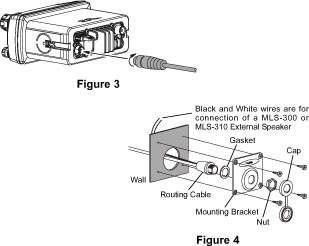 Figure 3
Black and White wires are for
connection of a MLS-300 or
MLS-310 External Speaker
Gasket
Cap
Wall
Routing Cable
Mounting Bracket
Nut
Figure 4